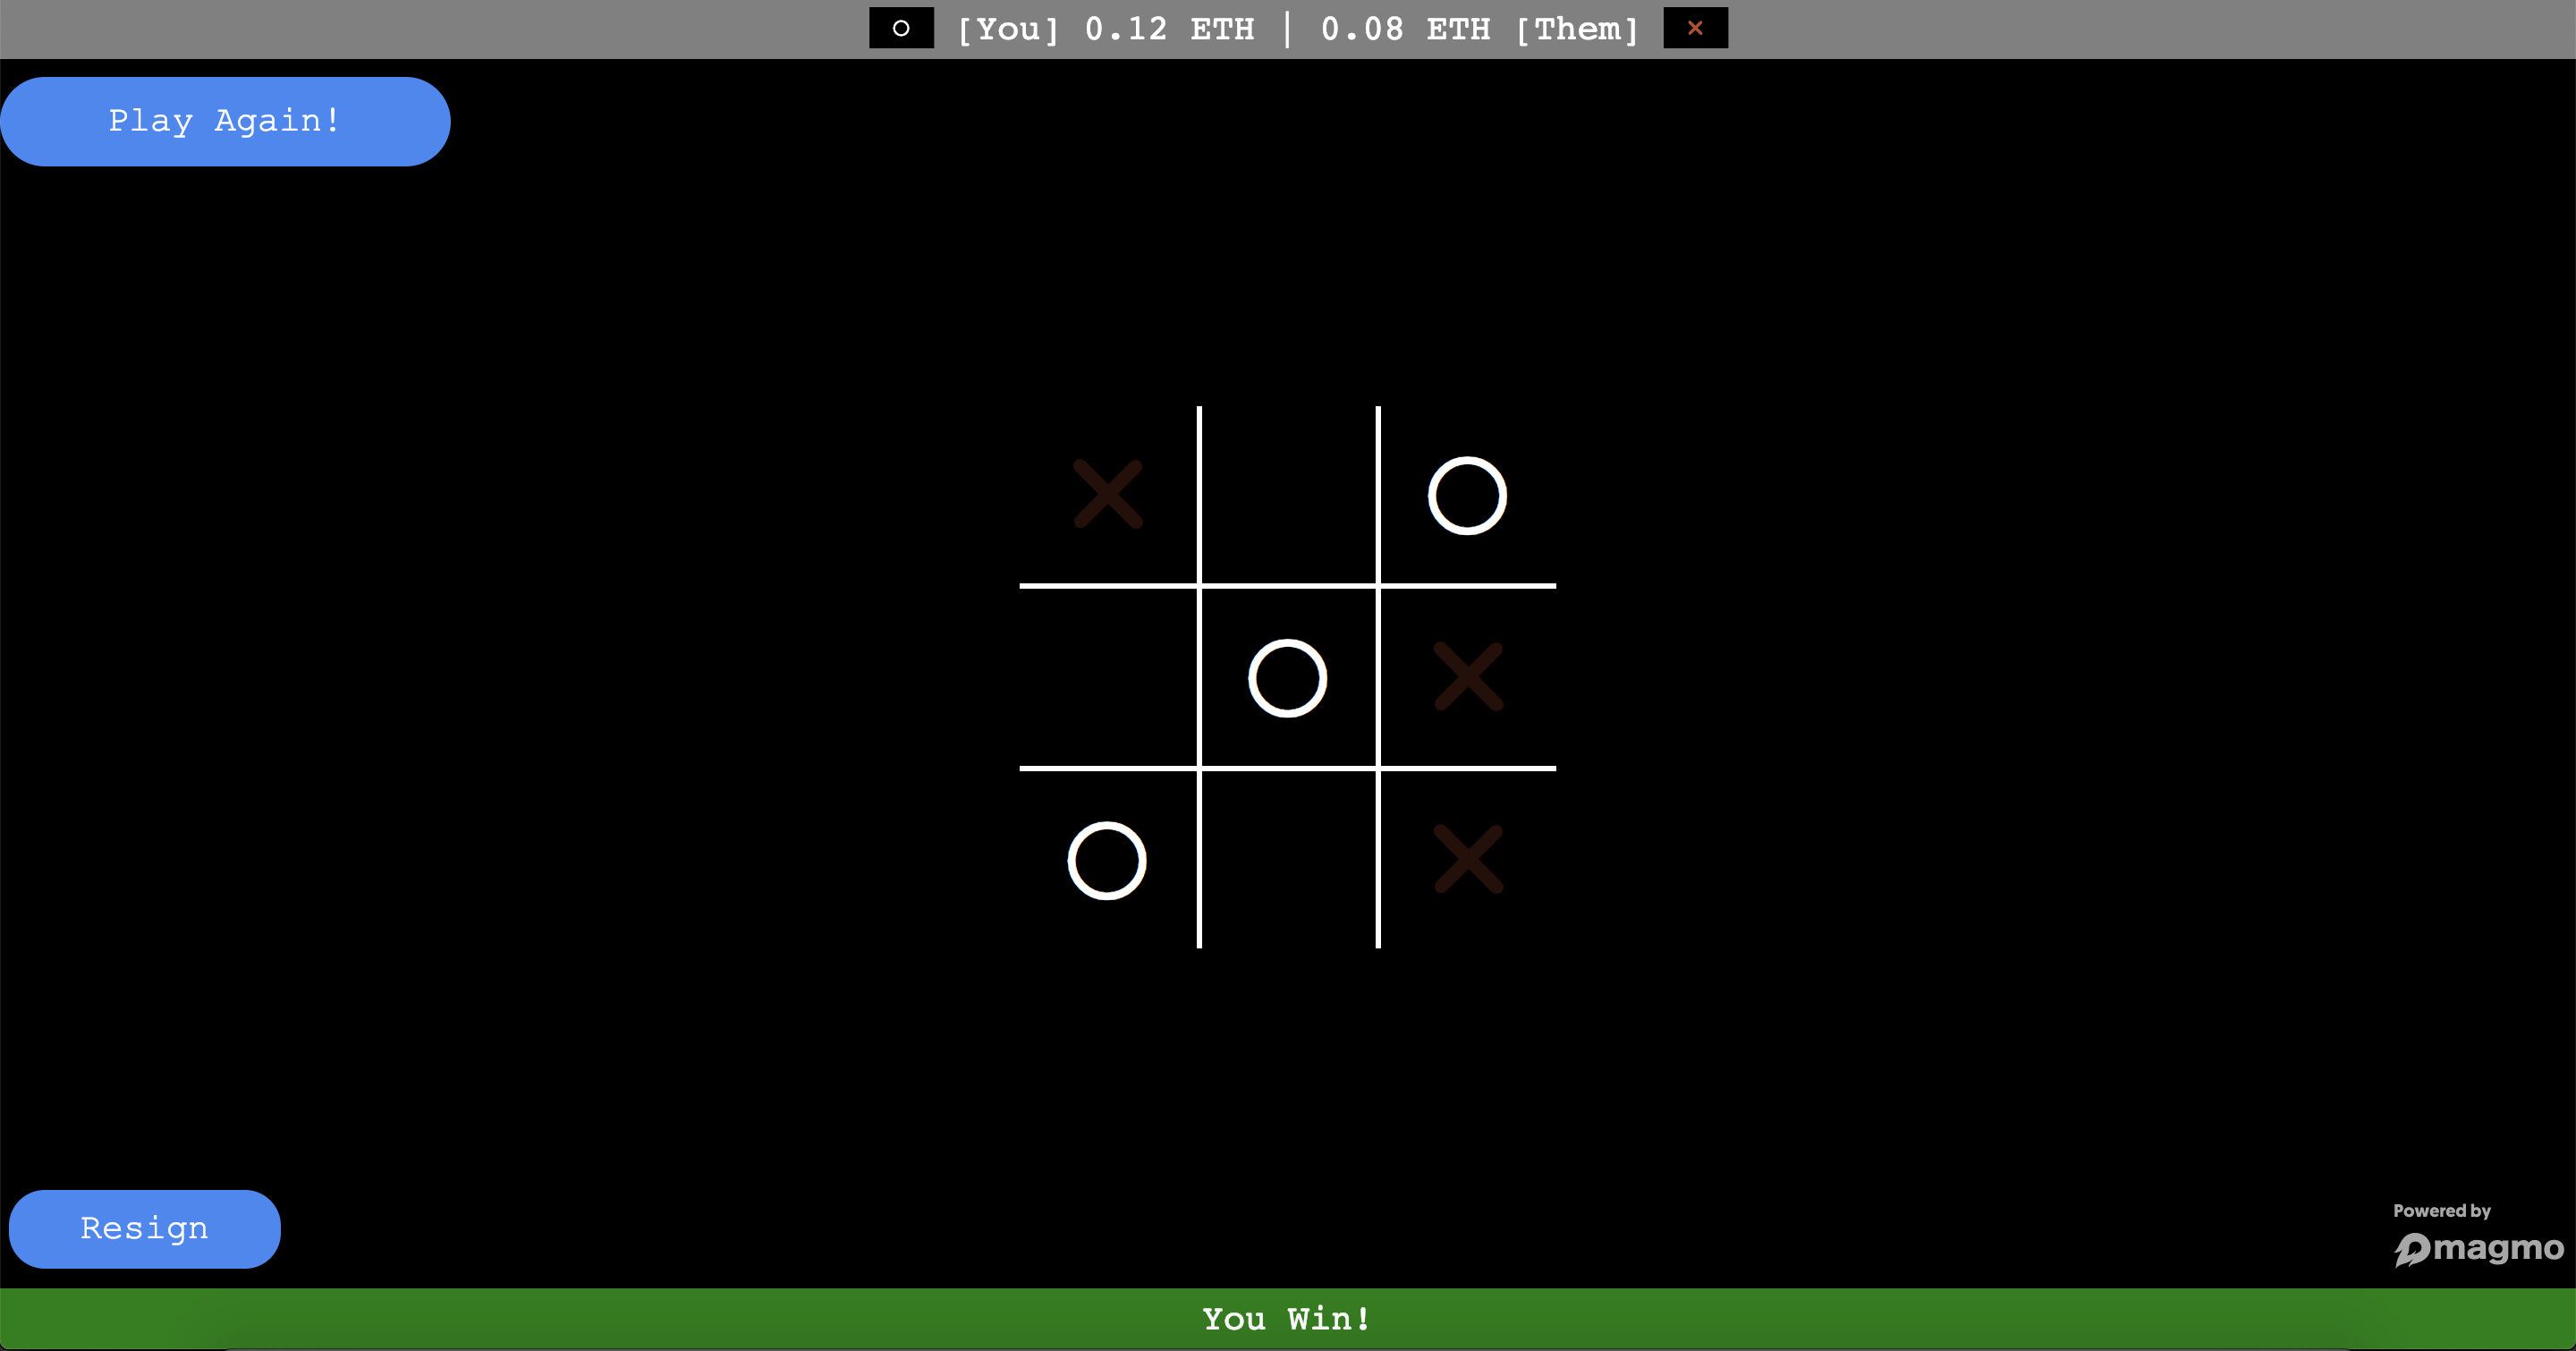 [You] 0.12 ETH | 0.08 ETH [Them]
Play Again!
Resign
Powered by
magmo
You Win!